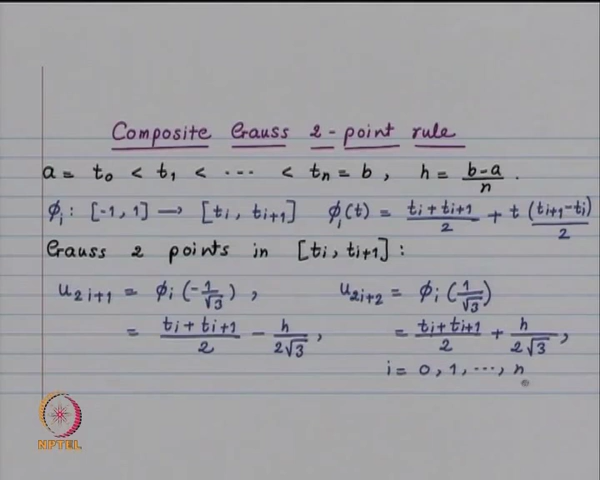 Composite Gauss 2-point rule
a = t₀ < t₁ < ⋯ < tₙ = b, h = (b-a)/n.
φᵢ : [-1, 1] → [tᵢ, tᵢ₊₁] φᵢ(t) = (tᵢ + tᵢ₊₁)/2 + t (tᵢ₊₁ - tᵢ)/2
Gauss 2 points in [tᵢ, tᵢ₊₁] :
u₂ᵢ₊₁ = φᵢ(-1/√3), u₂ᵢ₊₂ = φᵢ(1/√3)
= (tᵢ + tᵢ₊₁)/2 - h/(2√3), = (tᵢ + tᵢ₊₁)/2 + h/(2√3),
i = 0, 1, ⋯, n
NPTEL